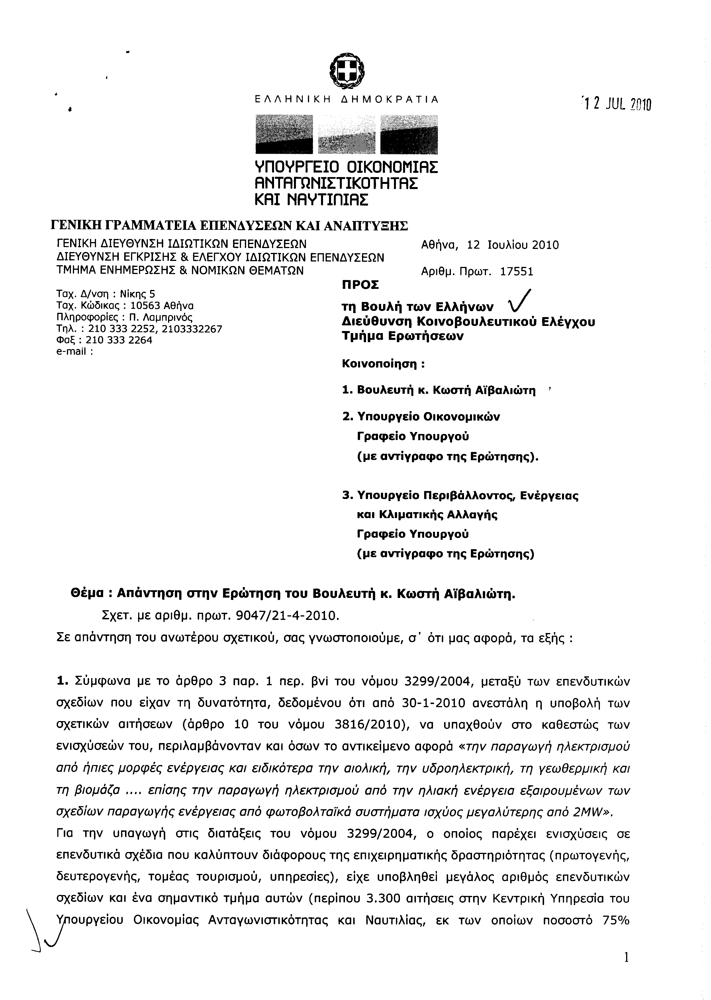 ΕΛΛΗΝΙΚΗ ΔΗΜΟΚΡΑΤΙΑ
12 JUL 2010
ΥΠΟΥΡΓΕΙΟ ΟΙΚΟΝΟΜΙΑΣ
ΑΝΤΑΓΩΝΙΣΤΙΚΟΤΗΤΑΣ
ΚΑΙ ΝΑΥΤΙΛΙΑΣ
ΓΕΝΙΚΗ ΓΡΑΜΜΑΤΕΙΑ ΕΠΕΝΔΥΣΕΩΝ ΚΑΙ ΑΝΑΠΤΥΞΗΣ
ΓΕΝΙΚΗ ΔΙΕΥΘΥΝΣΗ ΙΔΙΩΤΙΚΩΝ ΕΠΕΝΔΥΣΕΩΝ
ΔΙΕΥΘΥΝΣΗ ΕΓΚΡΙΣΗΣ & ΕΛΕΓΧΟΥ ΙΔΙΩΤΙΚΩΝ ΕΠΕΝΔΥΣΕΩΝ
ΤΜΗΜΑ ΕΝΗΜΕΡΩΣΗΣ & ΝΟΜΙΚΩΝ ΘΕΜΑΤΩΝ
Αθήνα, 12 Ιουλίου 2010
Αριθμ. Πρωτ. 17551
Ταχ. Δ/νση : Νίκης 5
Ταχ. Κώδικας : 10563 Αθήνα
Πληροφορίες : Π. Λαμπρινός
Τηλ. : 210 333 2252, 2103332267
Φαξ : 210 333 2264
e-mail :
ΠΡΟΣ
τη Βουλή των Ελλήνων
Διεύθυνση Κοινοβουλευτικού Ελέγχου
Τμήμα Ερωτήσεων
Κοινοποίηση :
1. Βουλευτή κ. Κωστή Αϊβαλιώτη
2. Υπουργείο Οικονομικών
Γραφείο Υπουργού
(με αντίγραφο της Ερώτησης).
3. Υπουργείο Περιβάλλοντος, Ενέργειας
και Κλιματικής Αλλαγής
Γραφείο Υπουργού
(με αντίγραφο της Ερώτησης)
Θέμα : Απάντηση στην Ερώτηση του Βουλευτή κ. Κωστή Αϊβαλιώτη.
Σχετ. με αριθμ. πρωτ. 9047/21-4-2010.
Σε απάντηση του ανωτέρου σχετικού, σας γνωστοποιούμε, σ' ότι μας αφορά, τα εξής :
1. Σύμφωνα με το άρθρο 3 παρ. 1 περ. βνi του νόμου 3299/2004, μεταξύ των επενδυτικών
σχεδίων που είχαν τη δυνατότητα, δεδομένου ότι από 30-1-2010 ανεστάλη η υποβολή των
σχετικών αιτήσεων (άρθρο 10 του νόμου 3816/2010), να υπαχθούν στο καθεστώς των
ενισχύσεών του, περιλαμβάνονταν και όσων το αντικείμενο αφορά «την παραγωγή ηλεκτρισμού
από ήπιες μορφές ενέργειας και ειδικότερα την αιολική, την υδροηλεκτρική, τη γεωθερμική και
τη βιομάζα .... επίσης την παραγωγή ηλεκτρισμού από την ηλιακή ενέργεια εξαιρουμένων των
σχεδίων παραγωγής ενέργειας από φωτοβολταϊκά συστήματα ισχύος μεγαλύτερης από 2MW».
Για την υπαγωγή στις διατάξεις του νόμου 3299/2004, ο οποίος παρέχει ενισχύσεις σε
επενδυτικά σχέδια που καλύπτουν διάφορους της επιχειρηματικής δραστηριότητας (πρωτογενής,
δευτερογενής, τομέας τουρισμού, υπηρεσίες), είχε υποβληθεί μεγάλος αριθμός επενδυτικών
σχεδίων και ένα σημαντικό τμήμα αυτών (περίπου 3.300 αιτήσεις στην Κεντρική Υπηρεσία του
Υπουργείου Οικονομίας Ανταγωνιστικότητας και Ναυτιλίας, εκ των οποίων ποσοστό 75%
1